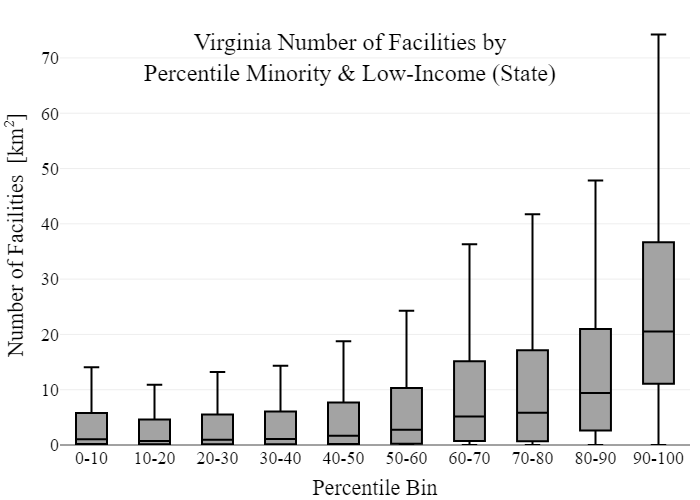 Virginia Number of Facilities by
Percentile Minority & Low-Income (State)
Number of Facilities [km²]
70
60
50
40
30
20
10
0
0-10 10-20 20-30 30-40 40-50 50-60 60-70 70-80 80-90 90-100
Percentile Bin